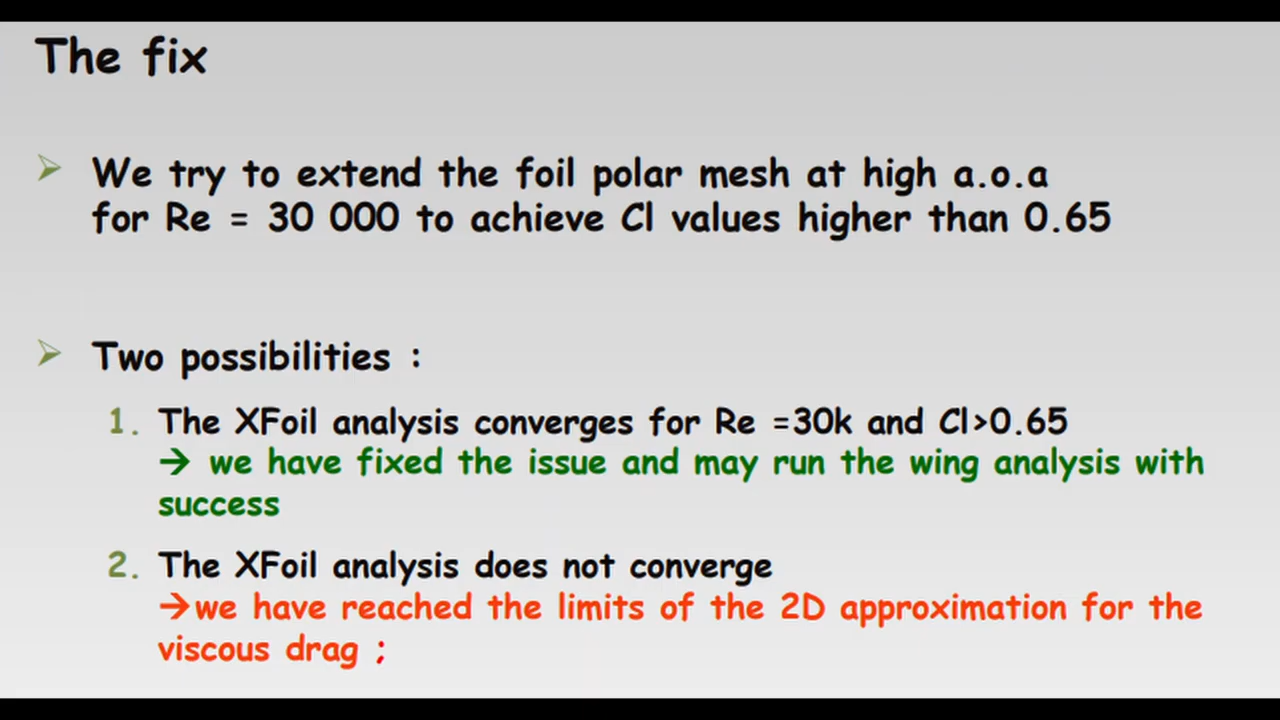 The fix
We try to extend the foil polar mesh at high a.o.a
for Re = 30 000 to achieve Cl values higher than 0.65
Two possibilities :
1. The XFoil analysis converges for Re =30k and Cl>0.65
→ we have fixed the issue and may run the wing analysis with
success
2. The XFoil analysis does not converge
→we have reached the limits of the 2D approximation for the
viscous drag ;